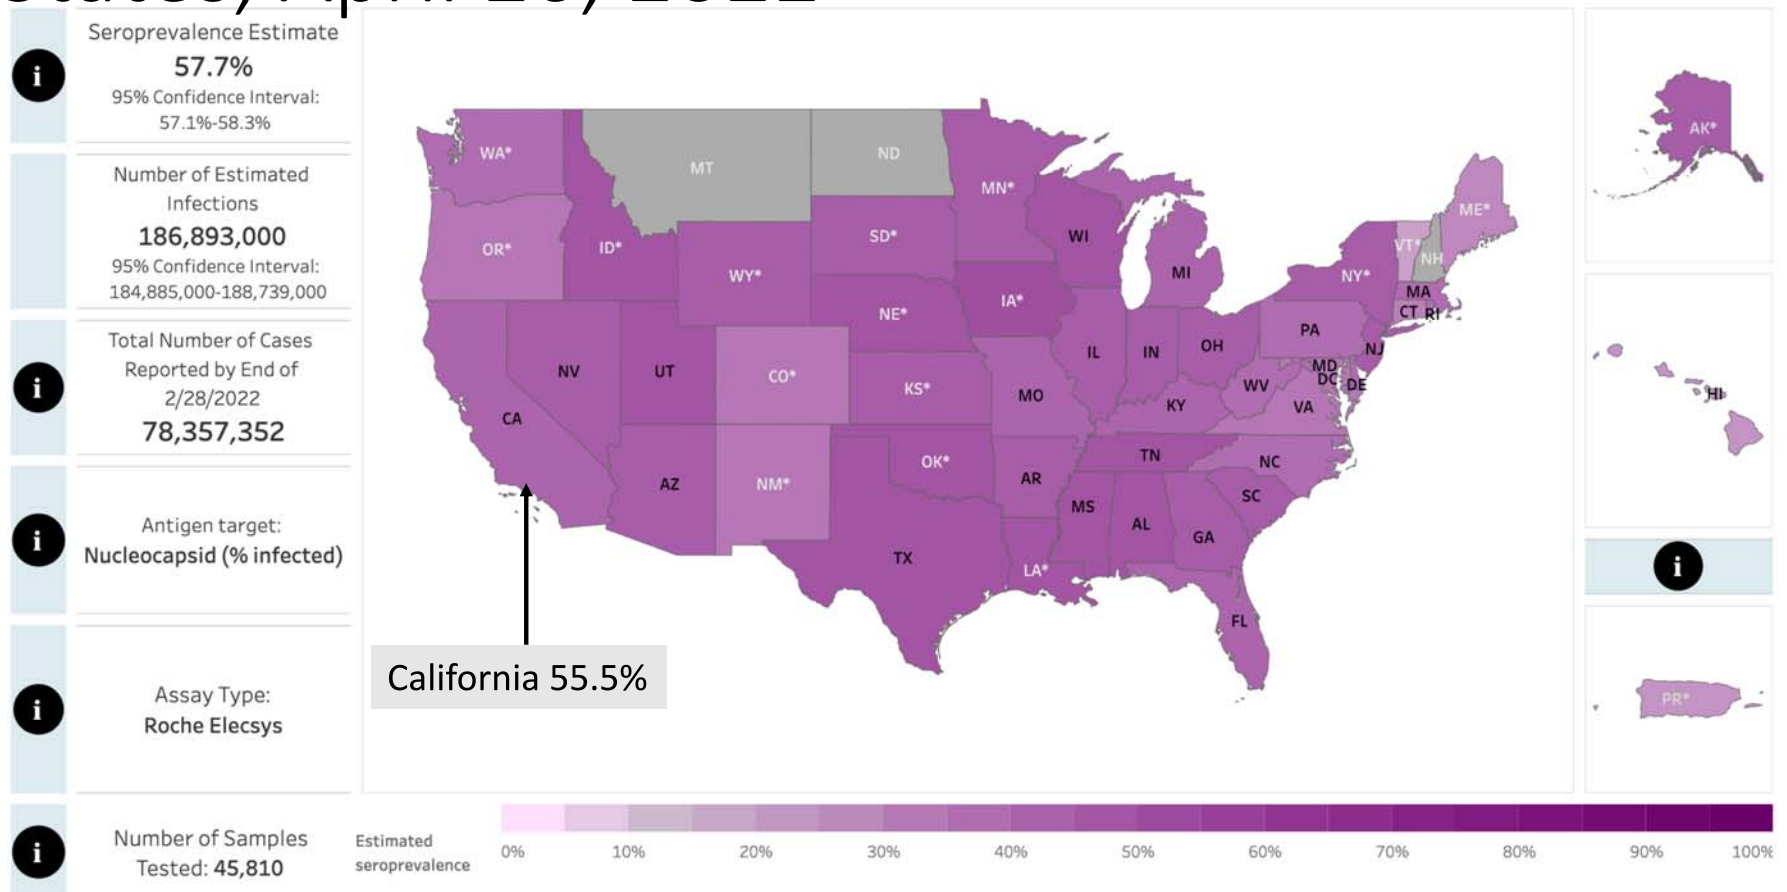 States, April 26, 2022
Seroprevalence Estimate
57.7%
95% Confidence Interval:
57.1%-58.3%
Number of Estimated
Infections
186,893,000
95% Confidence Interval:
184,885,000-188,739,000
Total Number of Cases
Reported by End of
2/28/2022
78,357,352
Antigen target:
Nucleocapsid (% infected)
Assay Type:
Roche Elecsys
Number of Samples
Tested: 45,810
WA*
MT
ND
MN*
OR*
ID*
WY*
SD*
WI
MI
NY*
VT*
NH
ME*
MA
CT
RI
NE*
IA*
PA
NJ
NV
UT
CO*
KS*
MO
IL
IN
OH
WV
MD
DC
DE
VA
KY
CA
AZ
NM*
OK*
AR
TN
NC
SC
MS
AL
GA
TX
LA*
FL
AK*
HI
PR*
California 55.5%
Estimated
seroprevalence
0% 10% 20% 30% 40% 50% 60% 70% 80% 90% 100%
i
i
i
i
i
i